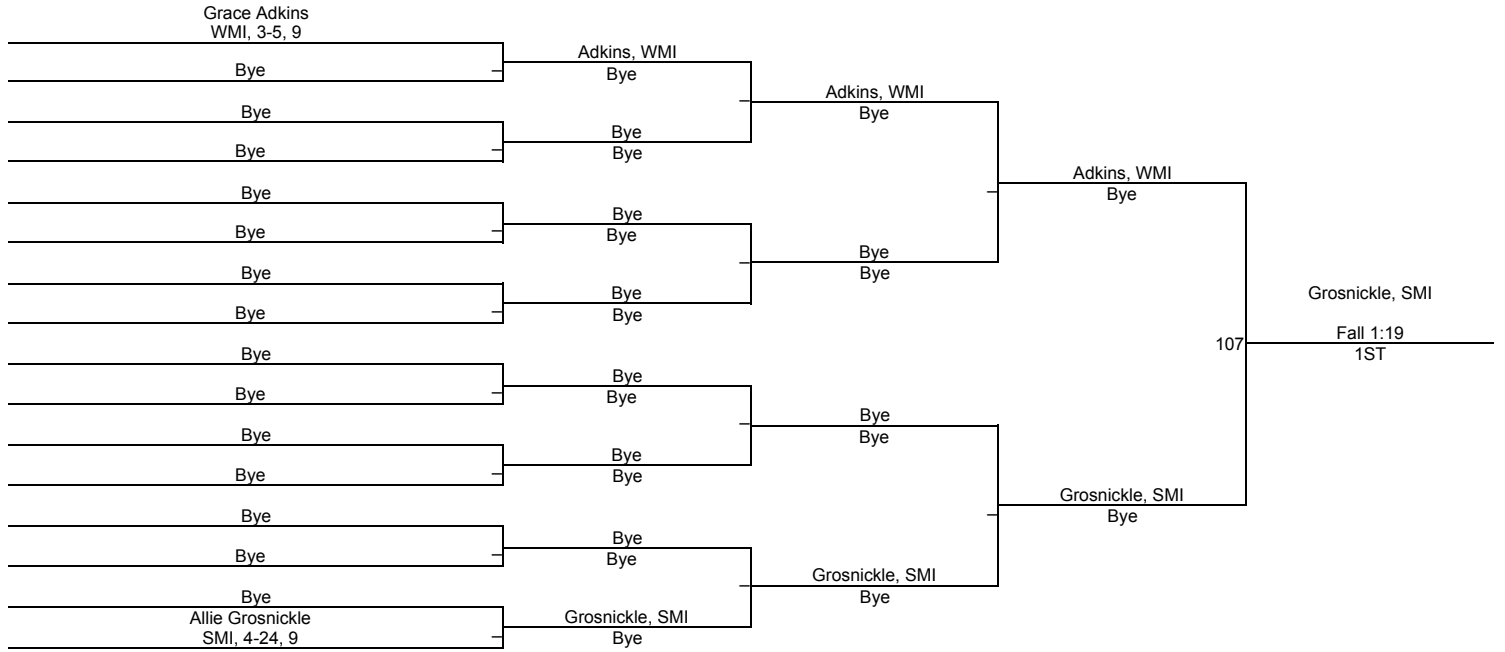 Grace Adkins
WMI, 3-5, 9
Bye
Bye
Bye
Bye
Bye
Bye
Bye
Bye
Bye
Bye
Bye
Bye
Bye
Bye
Allie Grosnickle
SMI, 4-24, 9
Adkins, WMI
Bye
Bye
Bye
Bye
Bye
Bye
Bye
Bye
Bye
Bye
Bye
Bye
Bye
Grosnickle, SMI
Bye
Adkins, WMI
Bye
Bye
Bye
Bye
Bye
Grosnickle, SMI
Bye
Adkins, WMI
Bye
Grosnickle, SMI
Bye
107
Grosnickle, SMI
Fall 1:19
1ST